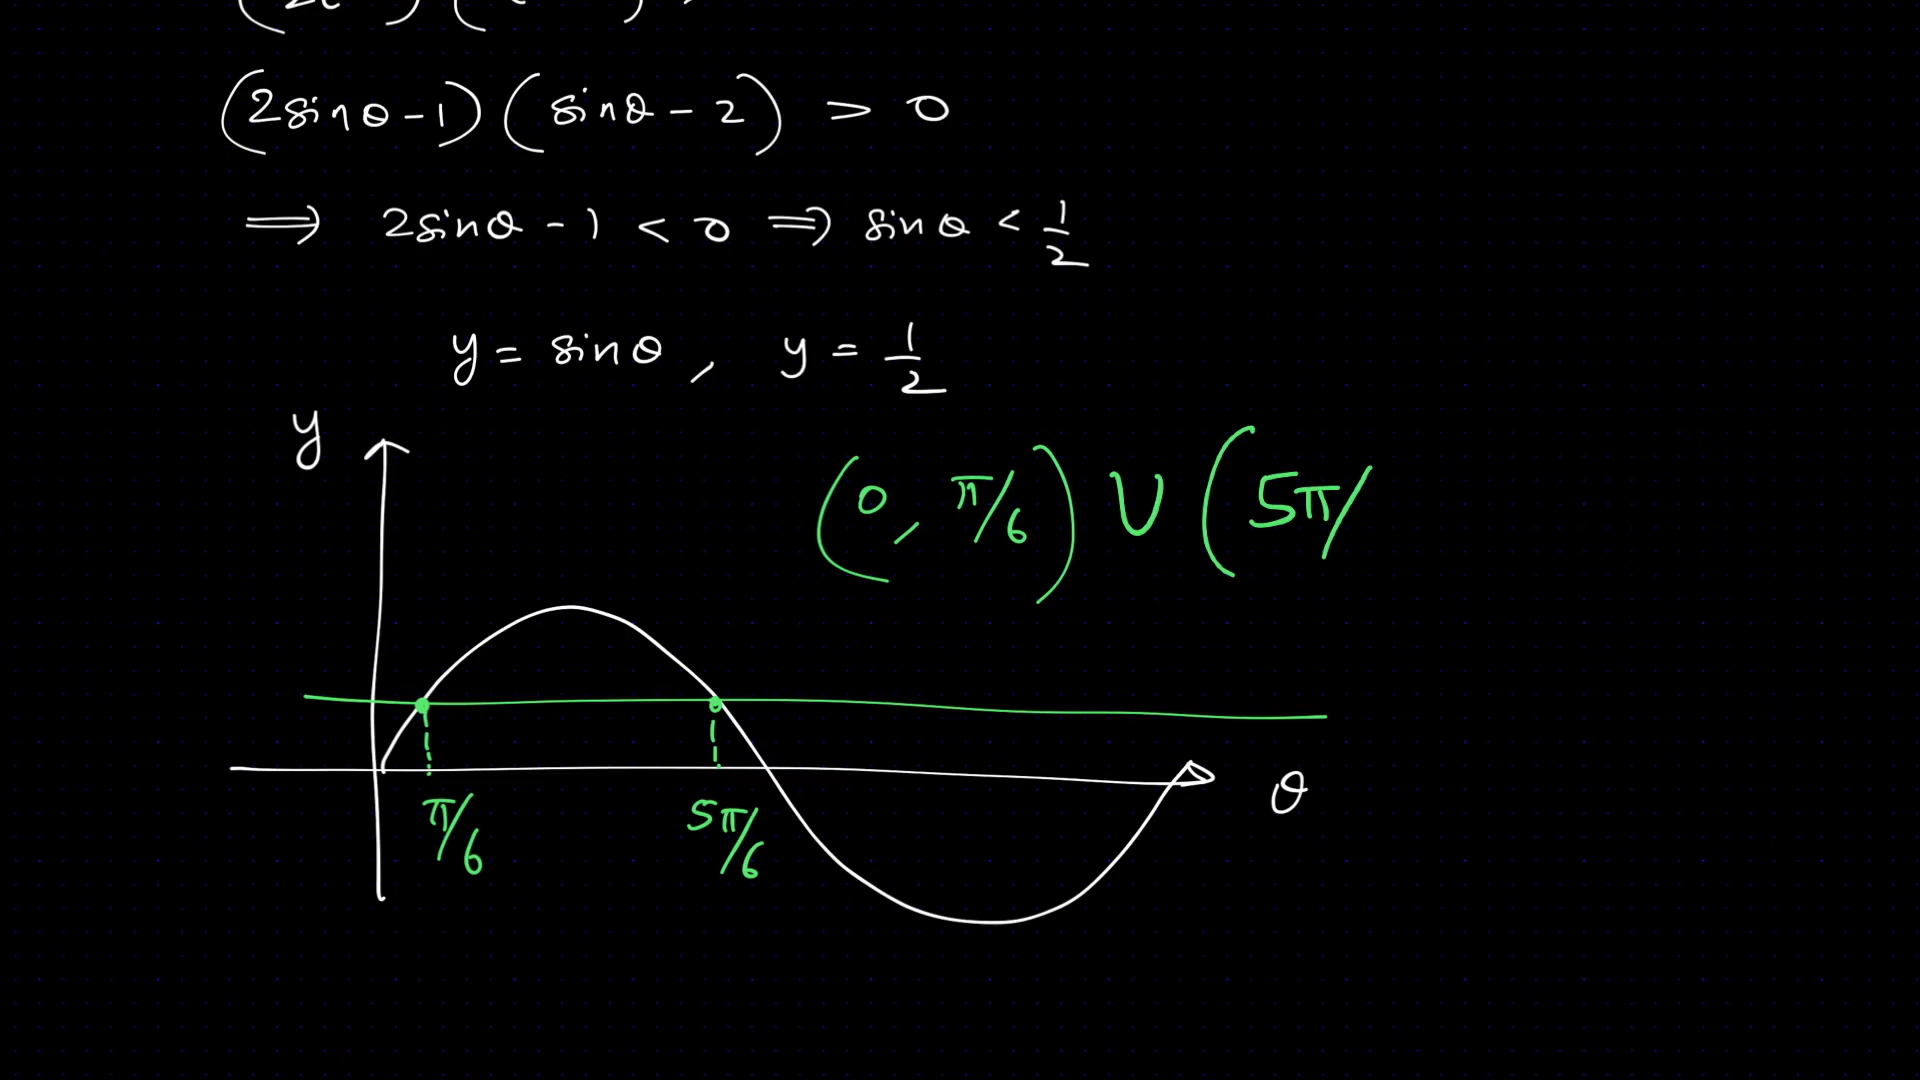 (2sinθ-1)(sinθ-2) > 0
⟹ 2sinθ-1 < 0 ⟹ sinθ < 1/2
y = sinθ, y = 1/2
y
(0, π/6) ∪ (5π/
θ
π/6 5π/6